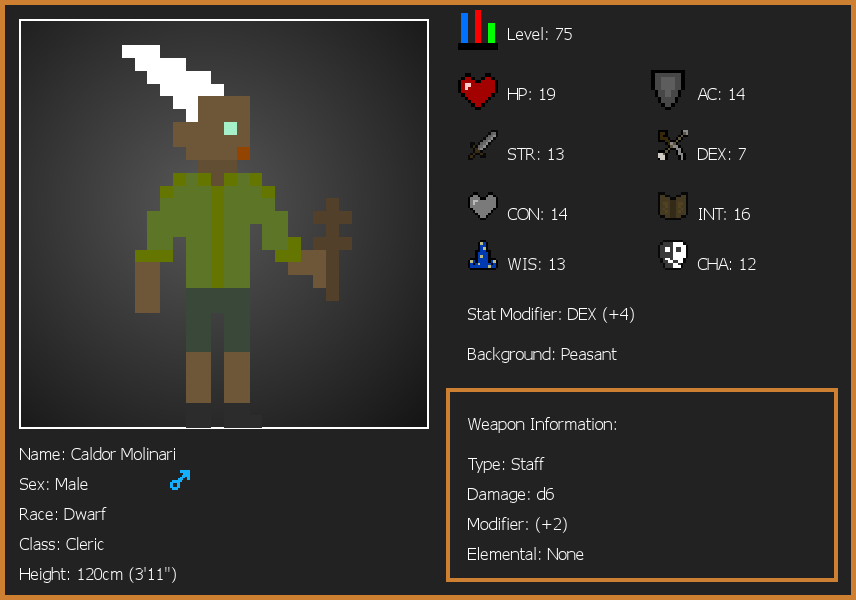 Level: 75
HP: 19
AC: 14
STR: 13
DEX: 7
CON: 14
INT: 16
WIS: 13
CHA: 12
Stat Modifier: DEX (+4)
Background: Peasant
Weapon Information:
Type: Staff
Damage: d6
Modifier: (+2)
Elemental: None
Name: Caldor Molinari
Sex: Male
Race: Dwarf
Class: Cleric
Height: 120cm (3'11")